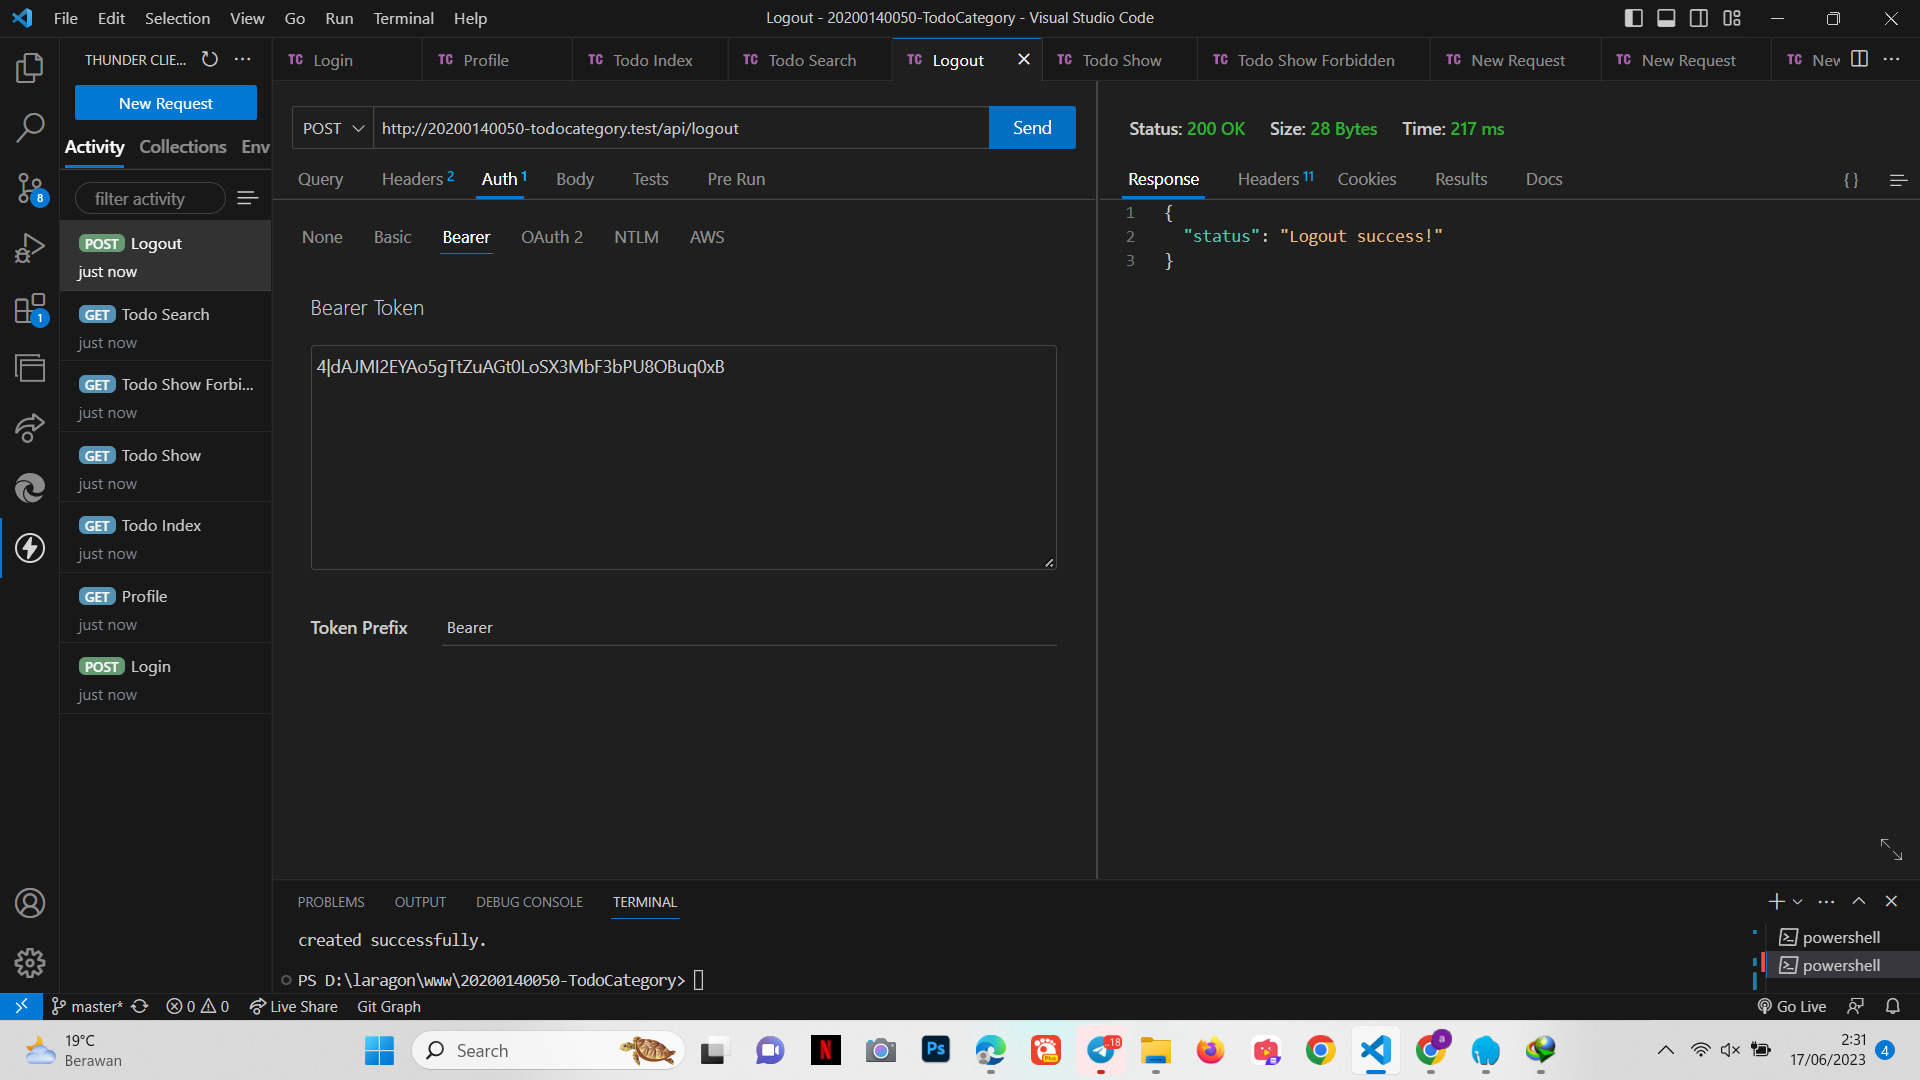 File Edit Selection View Go Run Terminal Help
Logout - 20200140050-TodoCategory - Visual Studio Code
THUNDER CLIE...
TC Login
TC Profile
TC Todo Index
TC Todo Search
TC Logout
TC Todo Show
TC Todo Show Forbidden
TC New Request
TC New Request
TC New
New Request
Activity Collections Env
filter activity
POST Logout
just now
GET Todo Search
just now
GET Todo Show Forbi...
just now
GET Todo Show
just now
GET Todo Index
just now
GET Profile
just now
POST Login
just now
8
1
POST http://20200140050-todocategory.test/api/logout Send
Query Headers 2 Auth 1 Body Tests Pre Run
None Basic Bearer OAuth 2 NTLM AWS
Bearer Token
4|dAJMI2EYAo5gTtZuAGt0LoSX3MbF3bPU8OBuq0xB
Token Prefix Bearer
Status: 200 OK Size: 28 Bytes Time: 217 ms
Response Headers 11 Cookies Results Docs { }
1 {
2 "status": "Logout success!"
3 }
PROBLEMS OUTPUT DEBUG CONSOLE TERMINAL
created successfully.
PS D:\laragon\www\20200140050-TodoCategory>
powershell
powershell
master* 0 0 Live Share Git Graph
Go Live
19°C
Berawan
Search
N
Ps
Plus
.18
a
2:31
17/06/2023
4